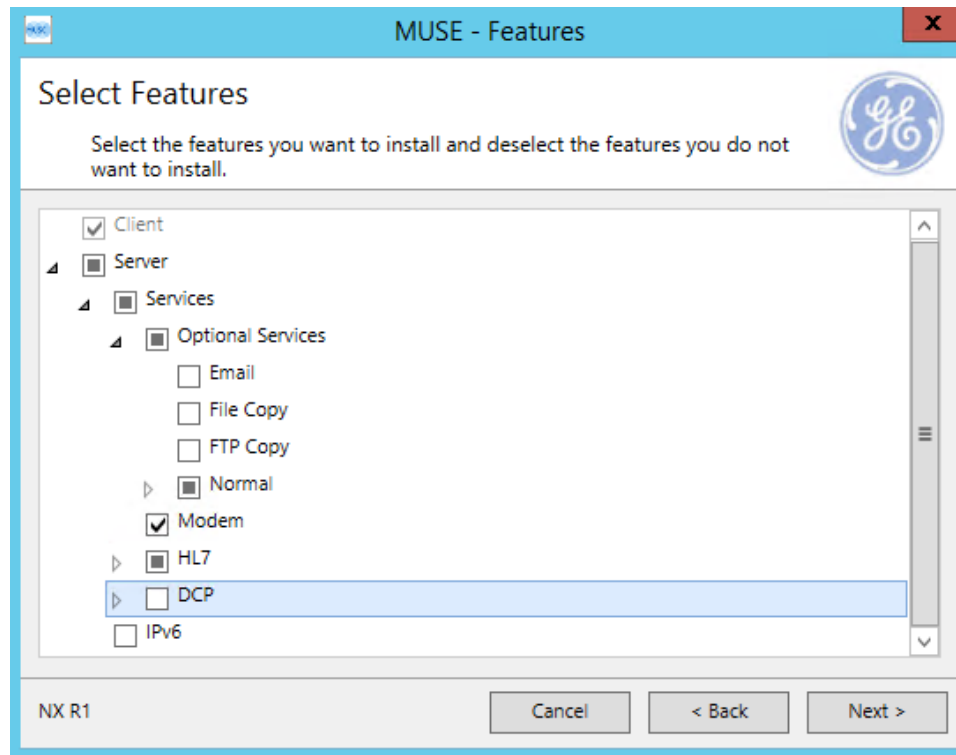 MUSE - Features
x
Select Features
Select the features you want to install and deselect the features you do not
want to install.
Client
Server
Services
Optional Services
Email
File Copy
FTP Copy
Normal
Modem
HL7
DCP
IPv6
NX R1
Cancel
< Back
Next >